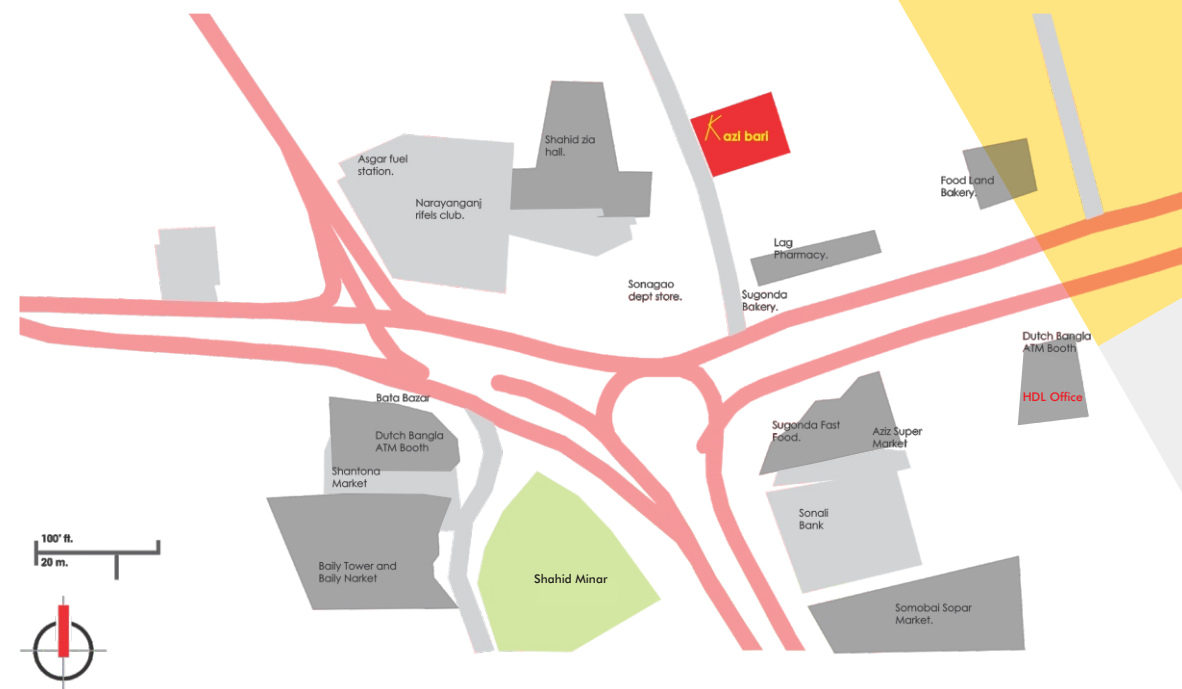 Kazi bari
Shahid zia
hall.
Asgar fuel
station.
Narayanganj
rifels club.
Food Land
Bakery.
Lag
Pharmacy.
Sonagao
dept store.
Sugonda
Bakery.
Dutch Bangla
ATM Booth
HDL Office
Bata Bazar
Dutch Bangla
ATM Booth
Shantona
Market
Sugonda Fast
Food.
Aziz Super
Market
Sonali
Bank
100' ft.
20 m.
Baily Tower and
Baily Narket
Shahid Minar
Somobai Sopar
Market.